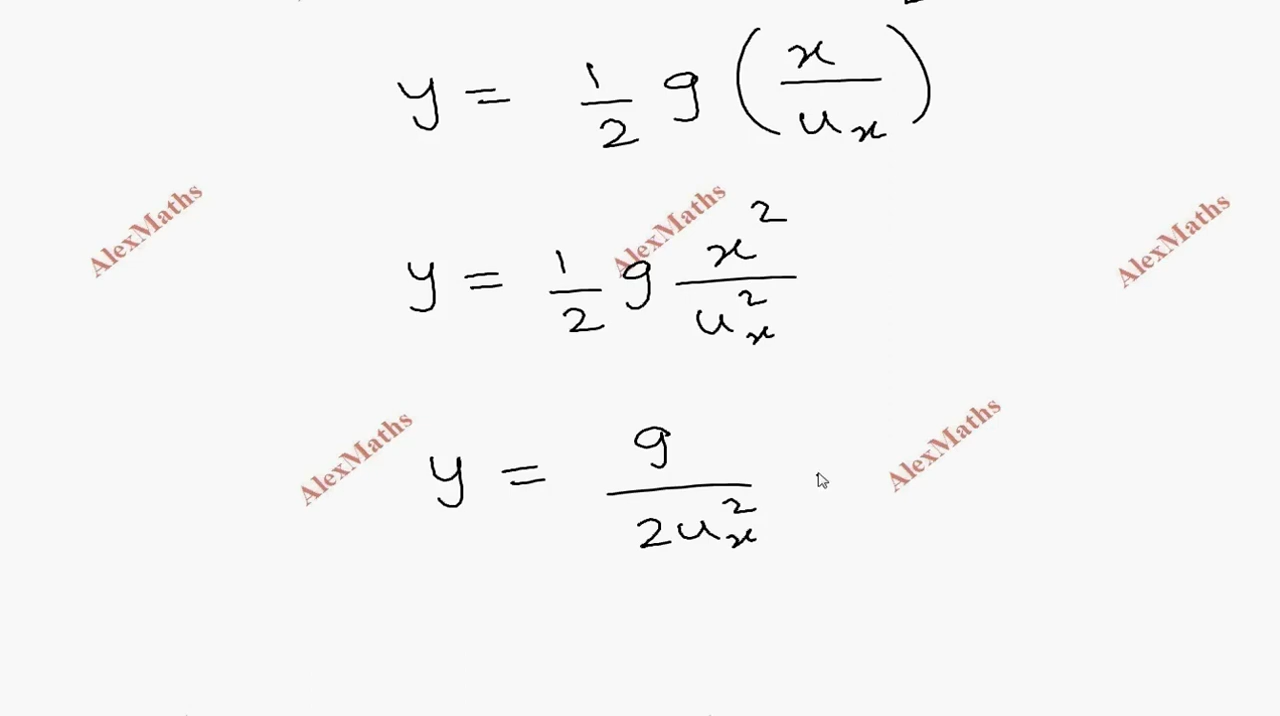 y = 1/2 g (x/uₓ)
AlexMaths AlexMaths AlexMaths
y = 1/2 g x²/uₓ²
AlexMaths AlexMaths
y = g/2uₓ²